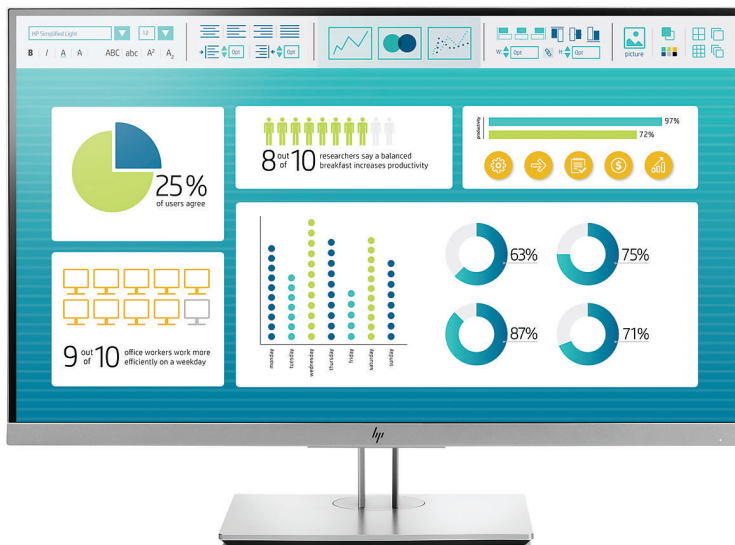 HP Simplified Light
12
B I A A ABC abc A² A₂
0pt
0pt
W: 0pt
H: 0pt
picture
25%
of users agree
8 out of 10 researchers say a balanced
breakfast increases productivity
productivity
97%
72%
9 out of 10 office workers work more
efficiently on a weekday
monday
tuesday
wednesday
thursday
friday
saturday
sunday
63%
75%
87%
71%
hp